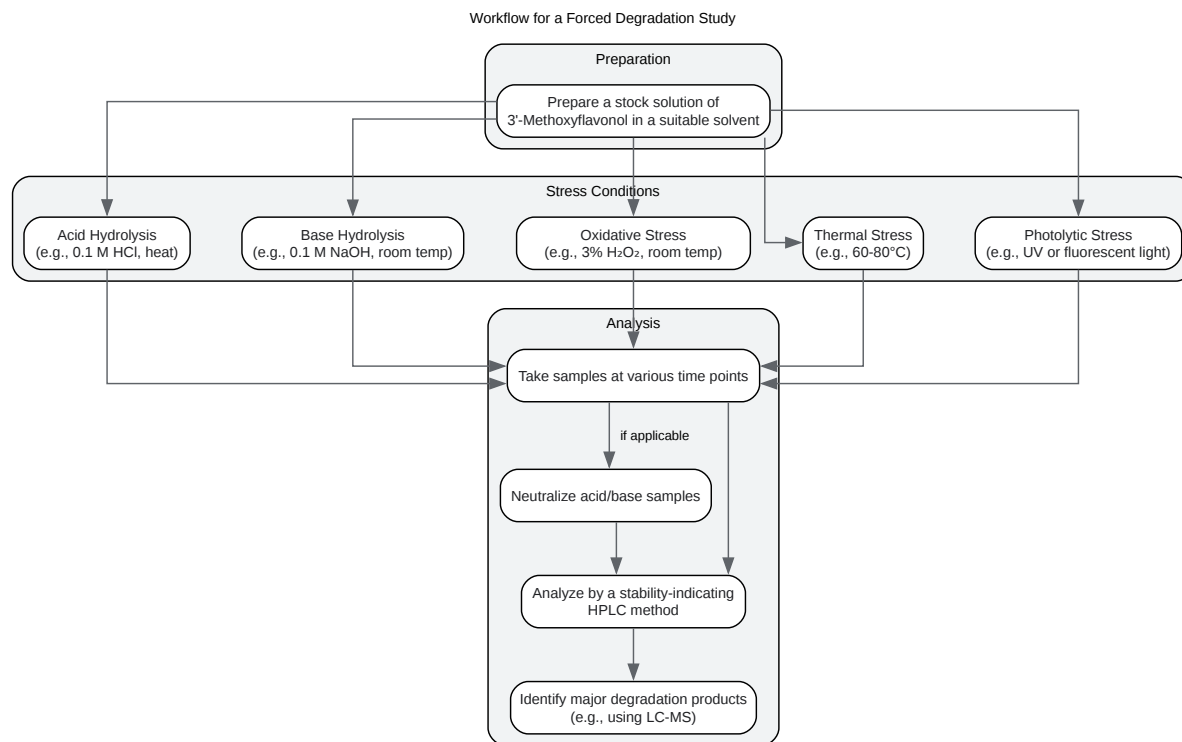 Workflow for a Forced Degradation Study
Preparation
Prepare a stock solution of
3'-Methoxyflavonol in a suitable solvent
Stress Conditions
Acid Hydrolysis
(e.g., 0.1 M HCl, heat)
Base Hydrolysis
(e.g., 0.1 M NaOH, room temp)
Oxidative Stress
(e.g., 3% H₂O₂, room temp)
Thermal Stress
(e.g., 60-80°C)
Photolytic Stress
(e.g., UV or fluorescent light)
Analysis
Take samples at various time points
if applicable
Neutralize acid/base samples
Analyze by a stability-indicating
HPLC method
Identify major degradation products
(e.g., using LC-MS)